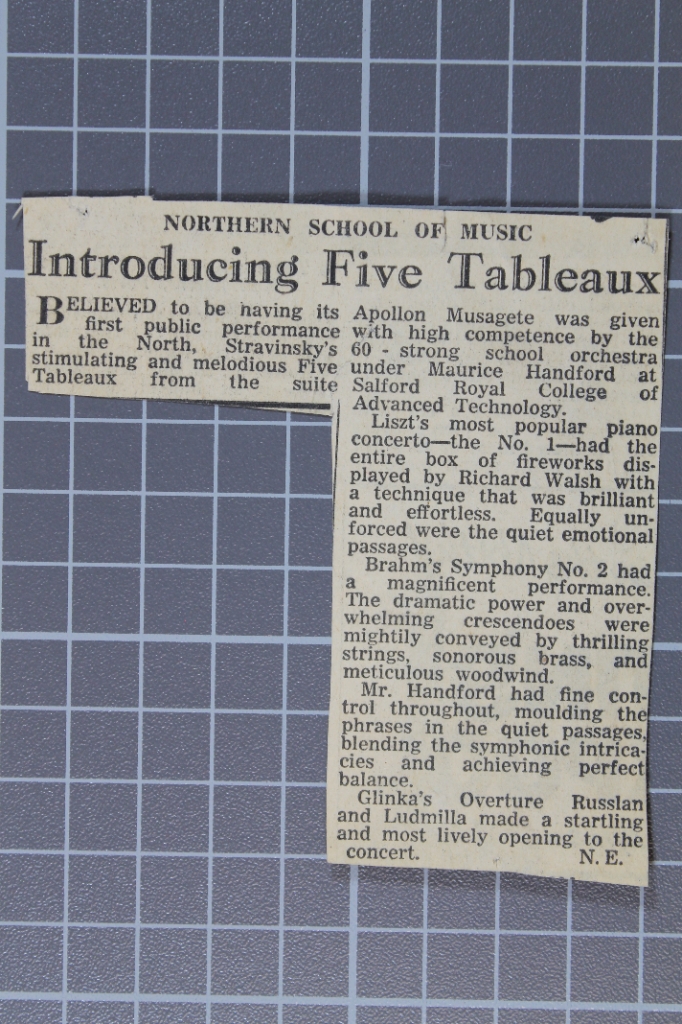 NORTHERN SCHOOL OF MUSIC
Introducing Five Tableaux
BELIEVED to be having its
first public performance
in the North, Stravinsky's
stimulating and melodious Five
Tableaux from the suite
Apollon Musagete was given
with high competence by the
60 - strong school orchestra
under Maurice Handford at
Salford Royal College of
Advanced Technology.
Liszt's most popular piano
concerto—the No. 1—had the
entire box of fireworks dis-
played by Richard Walsh with
a technique that was brilliant
and effortless. Equally un-
forced were the quiet emotional
passages.
Brahm's Symphony No. 2 had
a magnificent performance.
The dramatic power and over-
whelming crescendoes were
mightily conveyed by thrilling
strings, sonorous brass, and
meticulous woodwind.
Mr. Handford had fine con-
trol throughout, moulding the
phrases in the quiet passages,
blending the symphonic intrica-
cies and achieving perfect
balance.
Glinka's Overture Russlan
and Ludmilla made a startling
and most lively opening to the
concert. N. E.